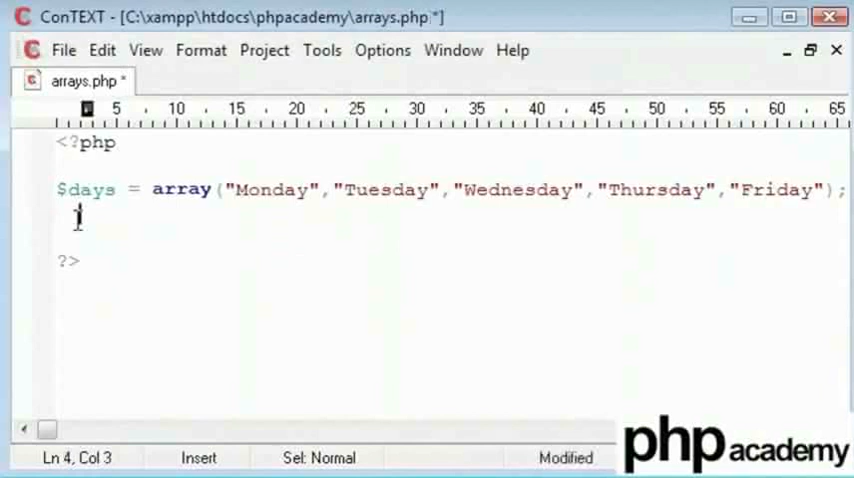 ConTEXT - [C:\xampp\htdocs\phpacademy\arrays.php *]
File Edit View Format Project Tools Options Window Help
arrays.php *
5 10 15 20 25 30 35 40 45 50 55 60 65
<?php
$days = array("Monday","Tuesday","Wednesday","Thursday","Friday");
?>
Ln 4, Col 3 Insert Sel: Normal Modified
php academy